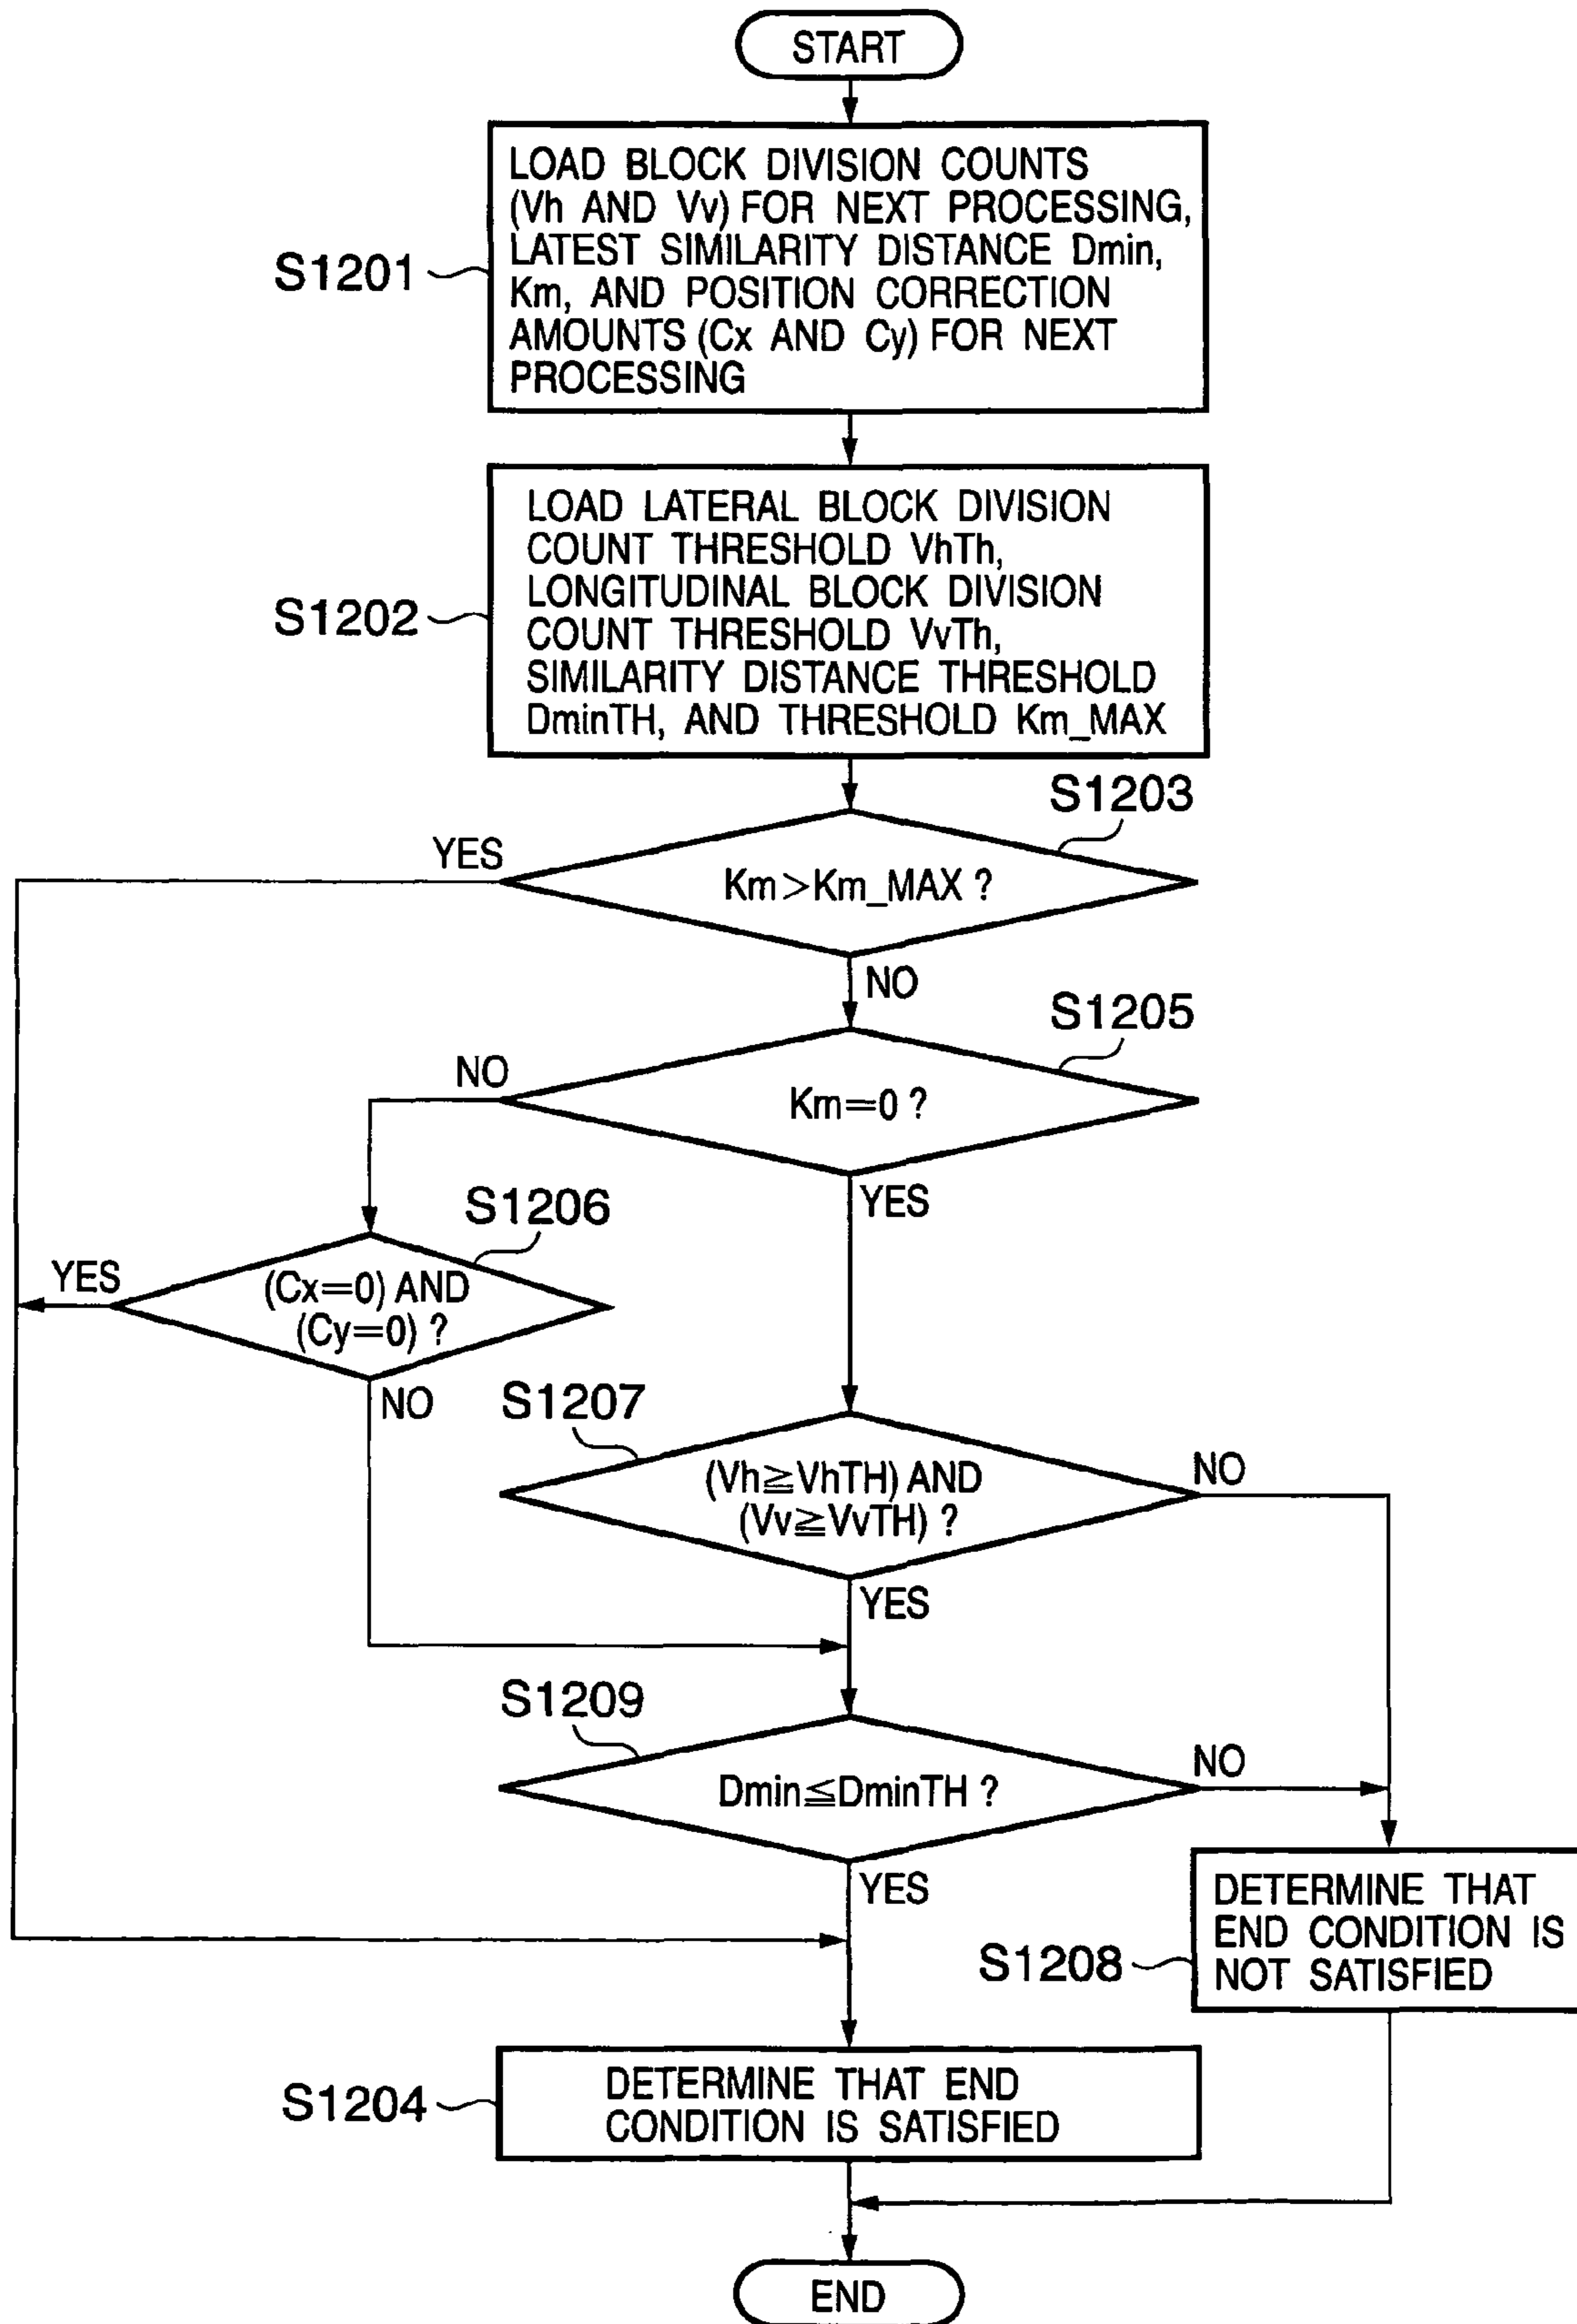 START
LOAD BLOCK DIVISION COUNTS
(Vh AND Vv) FOR NEXT PROCESSING,
LATEST SIMILARITY DISTANCE Dmin,
Km, AND POSITION CORRECTION
AMOUNTS (Cx AND Cy) FOR NEXT
PROCESSING
S1201
LOAD LATERAL BLOCK DIVISION
COUNT THRESHOLD VhTh,
LONGITUDINAL BLOCK DIVISION
COUNT THRESHOLD VvTh,
SIMILARITY DISTANCE THRESHOLD
DminTH, AND THRESHOLD Km_MAX
S1202
S1203
YES
Km>Km_MAX ?
NO
S1205
NO
Km=0 ?
YES
S1206
YES
(Cx=0) AND
(Cy=0) ?
NO
S1207
(Vh≧VhTH) AND
(Vv≧VvTH) ?
NO
YES
S1209
Dmin≦DminTH ?
NO
YES
DETERMINE THAT
END CONDITION IS
NOT SATISFIED
S1208
DETERMINE THAT END
CONDITION IS SATISFIED
S1204
END